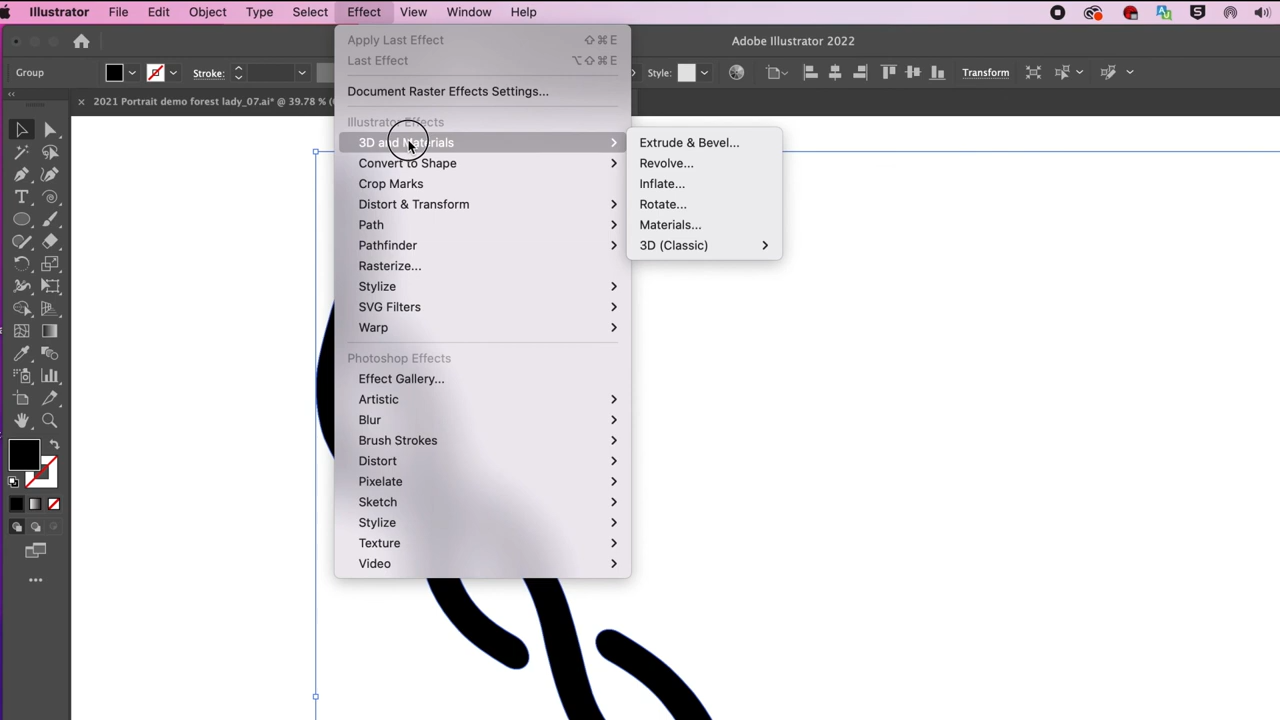 Illustrator File Edit Object Type Select Effect View Window Help
Adobe Illustrator 2022
Group Stroke: Style: Transform
× 2021 Portrait demo forest lady_07.ai* @ 39.78 % (
Apply Last Effect ⇧⌘E
Last Effect ⌥⇧⌘E
Document Raster Effects Settings...
Illustrator Effects
3D and Materials
Convert to Shape
Crop Marks
Distort & Transform
Path
Pathfinder
Rasterize...
Stylize
SVG Filters
Warp
Photoshop Effects
Effect Gallery...
Artistic
Blur
Brush Strokes
Distort
Pixelate
Sketch
Stylize
Texture
Video
Extrude & Bevel...
Revolve...
Inflate...
Rotate...
Materials...
3D (Classic)